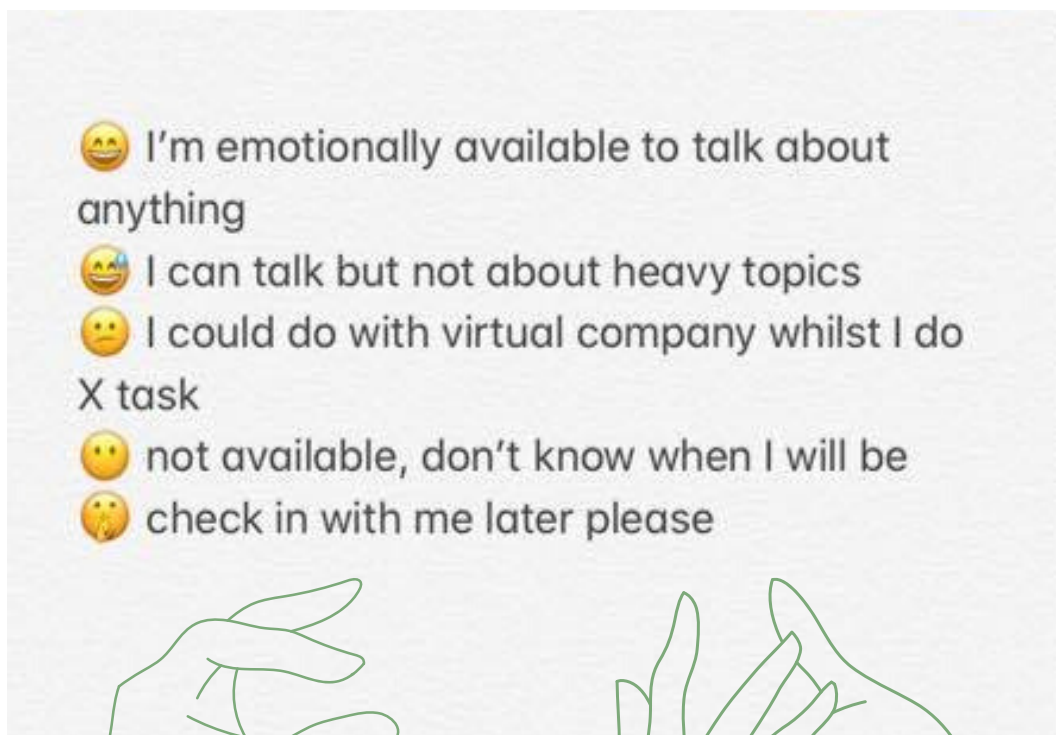 😄 I’m emotionally available to talk about
anything
😅 I can talk but not about heavy topics
😕 I could do with virtual company whilst I do
X task
😶 not available, don’t know when I will be
🤫 check in with me later please